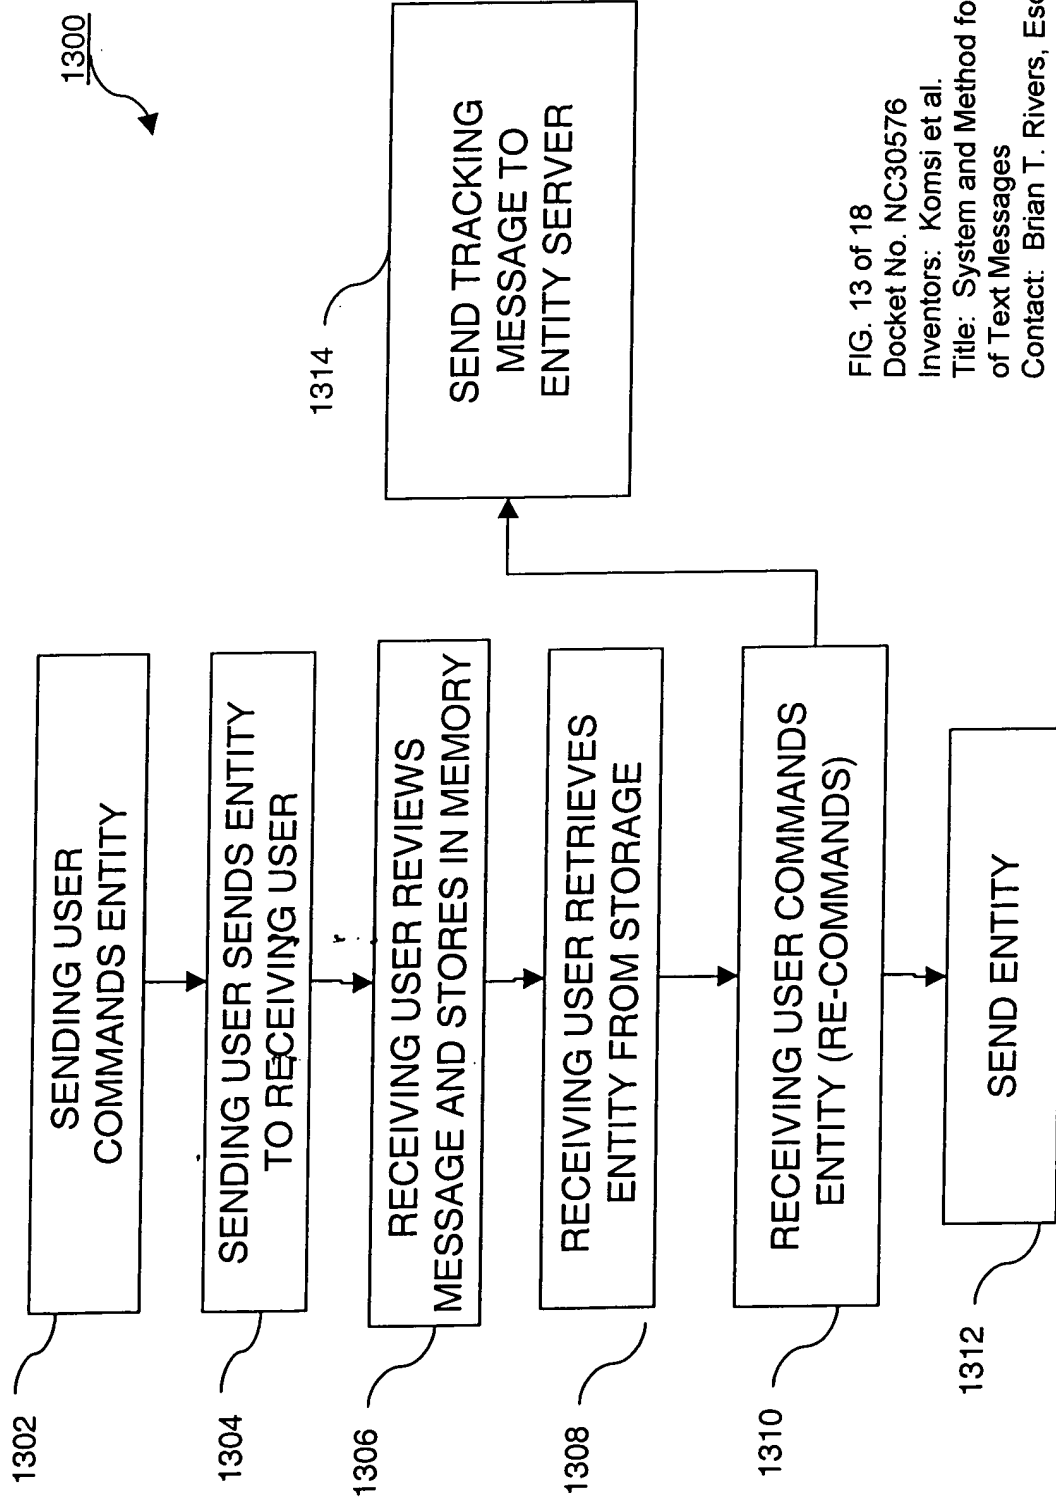 1300
1302
SENDING USER
COMMANDS ENTITY
1304
SENDING USER SENDS ENTITY
TO RECEIVING USER
1306
RECEIVING USER REVIEWS
MESSAGE AND STORES IN MEMORY
1308
RECEIVING USER RETRIEVES
ENTITY FROM STORAGE
1310
RECEIVING USER COMMANDS
ENTITY (RE-COMMANDS)
1312
SEND ENTITY
1314
SEND TRACKING
MESSAGE TO
ENTITY SERVER
FIG. 13 of 18
Docket No. NC30576
Inventors: Komsi et al.
Title: System and Method fo
of Text Messages
Contact: Brian T. Rivers, Es